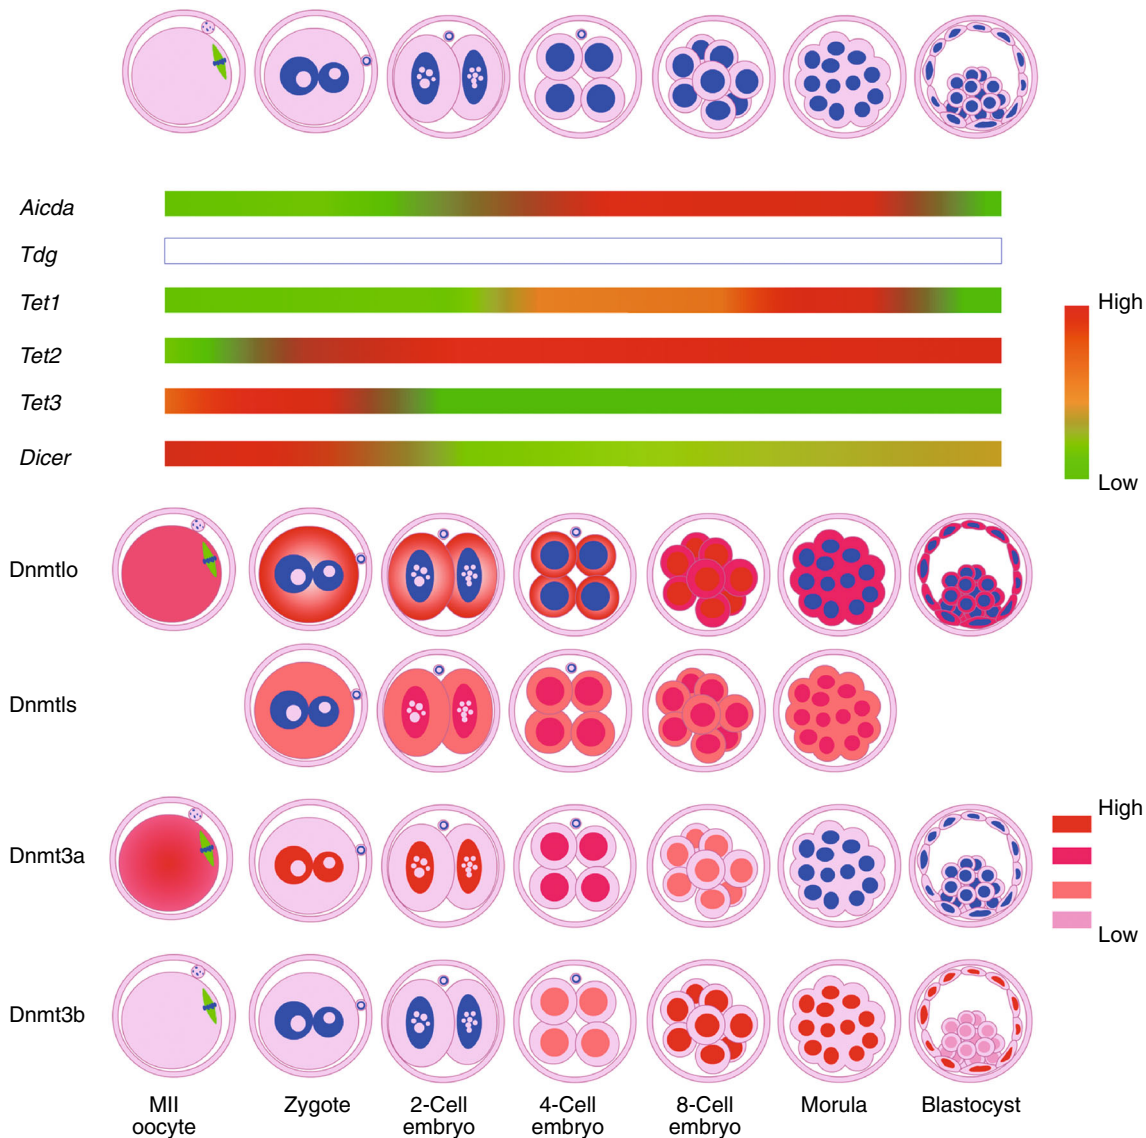 Aicda
Tdg
Tet1
High
Tet2
Tet3
Dicer
Low
Dnmtlo
Dnmtls
High
Dnmt3a
Low
Dnmt3b
MII
oocyte
Zygote
2-Cell
embryo
4-Cell
embryo
8-Cell
embryo
Morula
Blastocyst